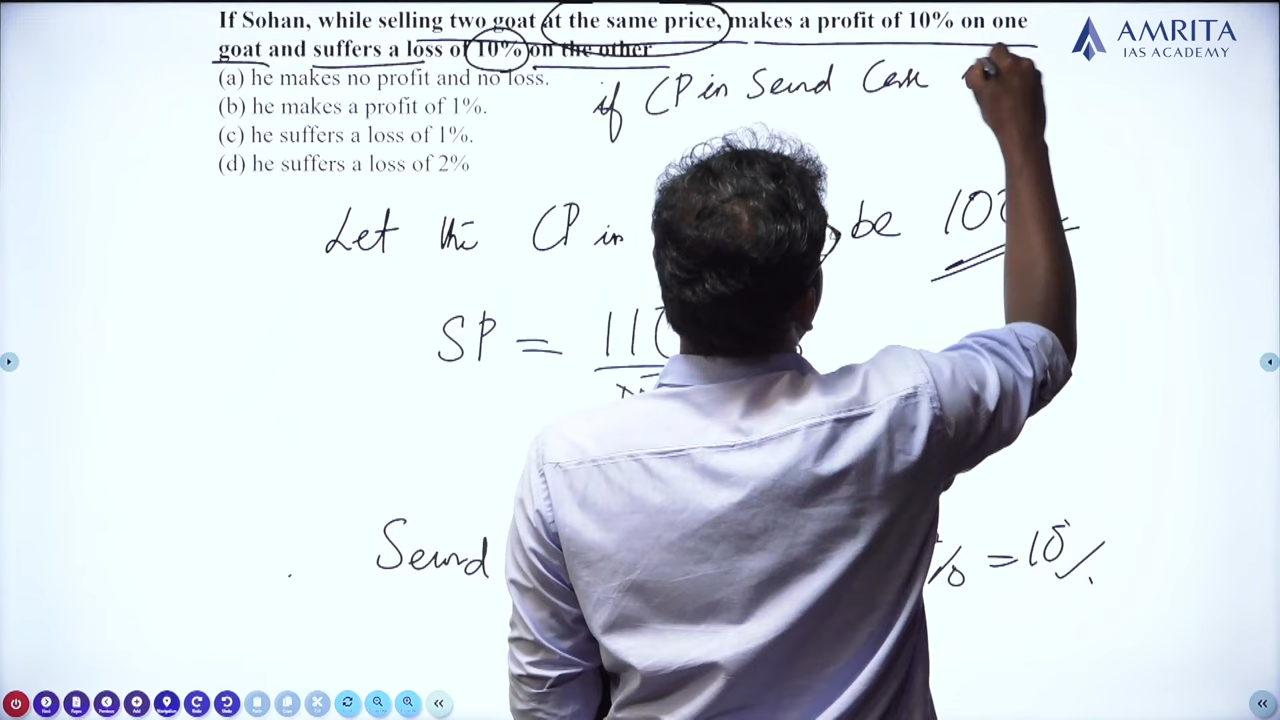 If Sohan, while selling two goat at the same price, makes a profit of 10% on one
goat and suffers a loss of 10% on the other
(a) he makes no profit and no loss.
(b) he makes a profit of 1%.
(c) he suffers a loss of 1%.
(d) he suffers a loss of 2%
AMRITA
IAS ACADEMY
if CP in Case
Let the CP in be
SP = 110
% = 10%